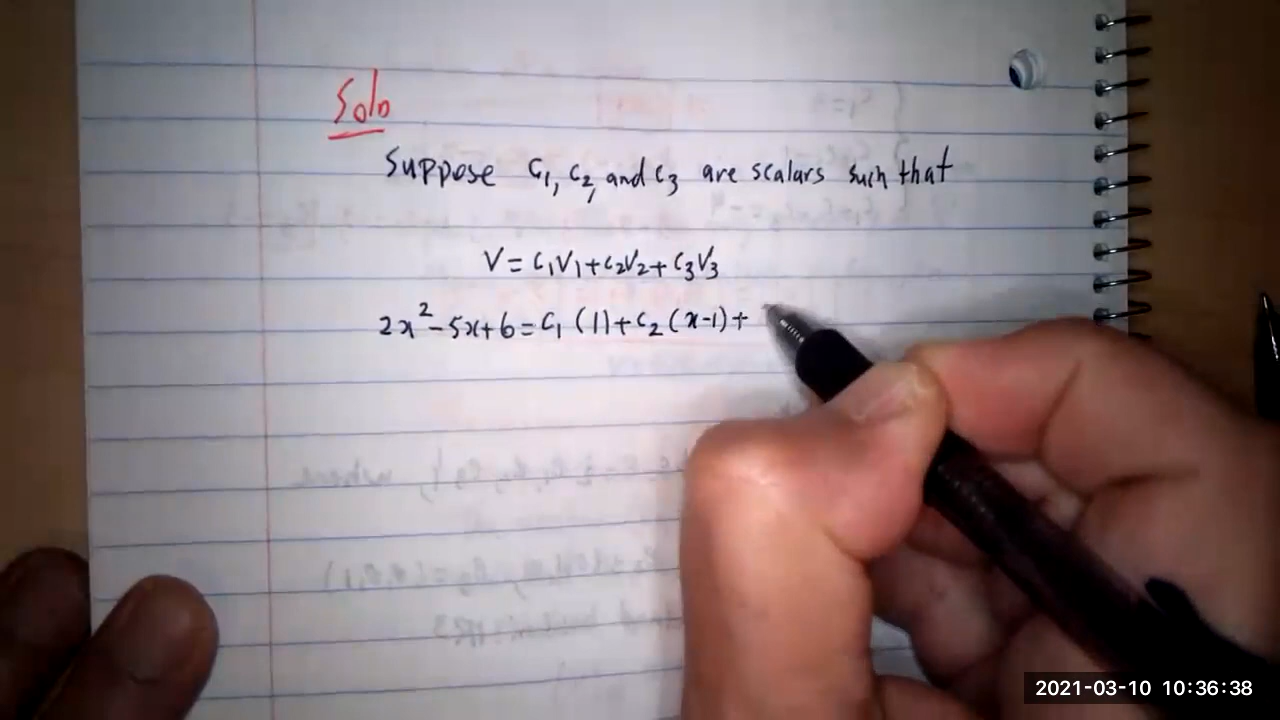 Soln
Suppose c₁, c₂, and c₃ are scalars such that
V = c₁V₁ + c₂V₂ + c₃V₃
2x² - 5x + 6 = c₁ (1) + c₂ (x-1) +
2021-03-10 10:36:38